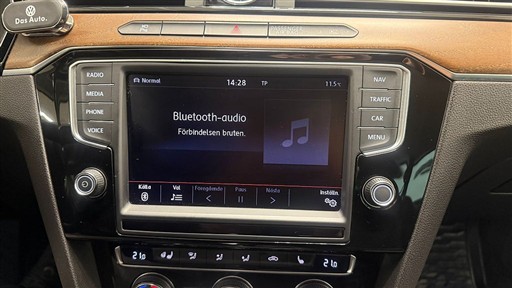 Das Auto.
RADIO
MEDIA
PHONE
VOICE
Normal 14:28 TP 11.5°C
Bluetooth-audio
Förbindelsen bruten.
Källa Val Föregående Paus Nästa Inställn.
NAV
TRAFFIC
CAR
MENU
21.0 21.0